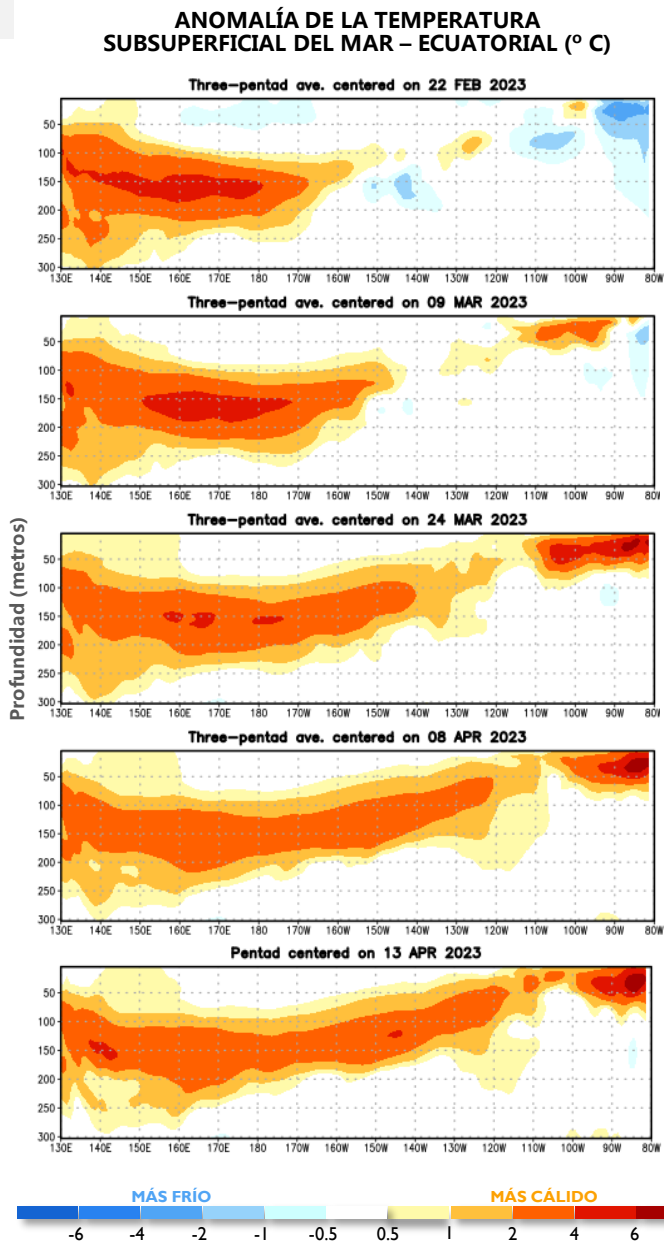 ANOMALÍA DE LA TEMPERATURA
SUBSUPERFICIAL DEL MAR – ECUATORIAL (º C)
Profundidad (metros)
Three-pentad ave. centered on 22 FEB 2023
50
100
150
200
250
300
130E 140E 150E 160E 170E 180 170W 160W 150W 140W 130W 120W 110W 100W 90W 80W
Three-pentad ave. centered on 09 MAR 2023
50
100
150
200
250
300
130E 140E 150E 160E 170E 180 170W 160W 150W 140W 130W 120W 110W 100W 90W 80W
Three-pentad ave. centered on 24 MAR 2023
50
100
150
200
250
300
130E 140E 150E 160E 170E 180 170W 160W 150W 140W 130W 120W 110W 100W 90W 80W
Three-pentad ave. centered on 08 APR 2023
50
100
150
200
250
300
130E 140E 150E 160E 170E 180 170W 160W 150W 140W 130W 120W 110W 100W 90W 80W
Pentad centered on 13 APR 2023
50
100
150
200
250
300
130E 140E 150E 160E 170E 180 170W 160W 150W 140W 130W 120W 110W 100W 90W 80W
MÁS FRÍO MÁS CÁLIDO
-6 -4 -2 -1 -0.5 0.5 1 2 4 6